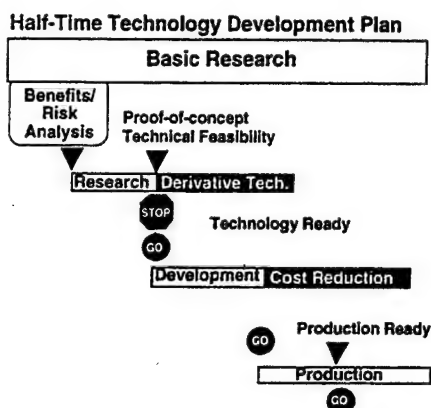 Half-Time Technology Development Plan
Basic Research
Benefits/
Risk
Analysis
Proof-of-concept
Technical Feasibility
Research Derivative Tech.
STOP
Technology Ready
GO
Development Cost Reduction
GO
Production Ready
Production
GO